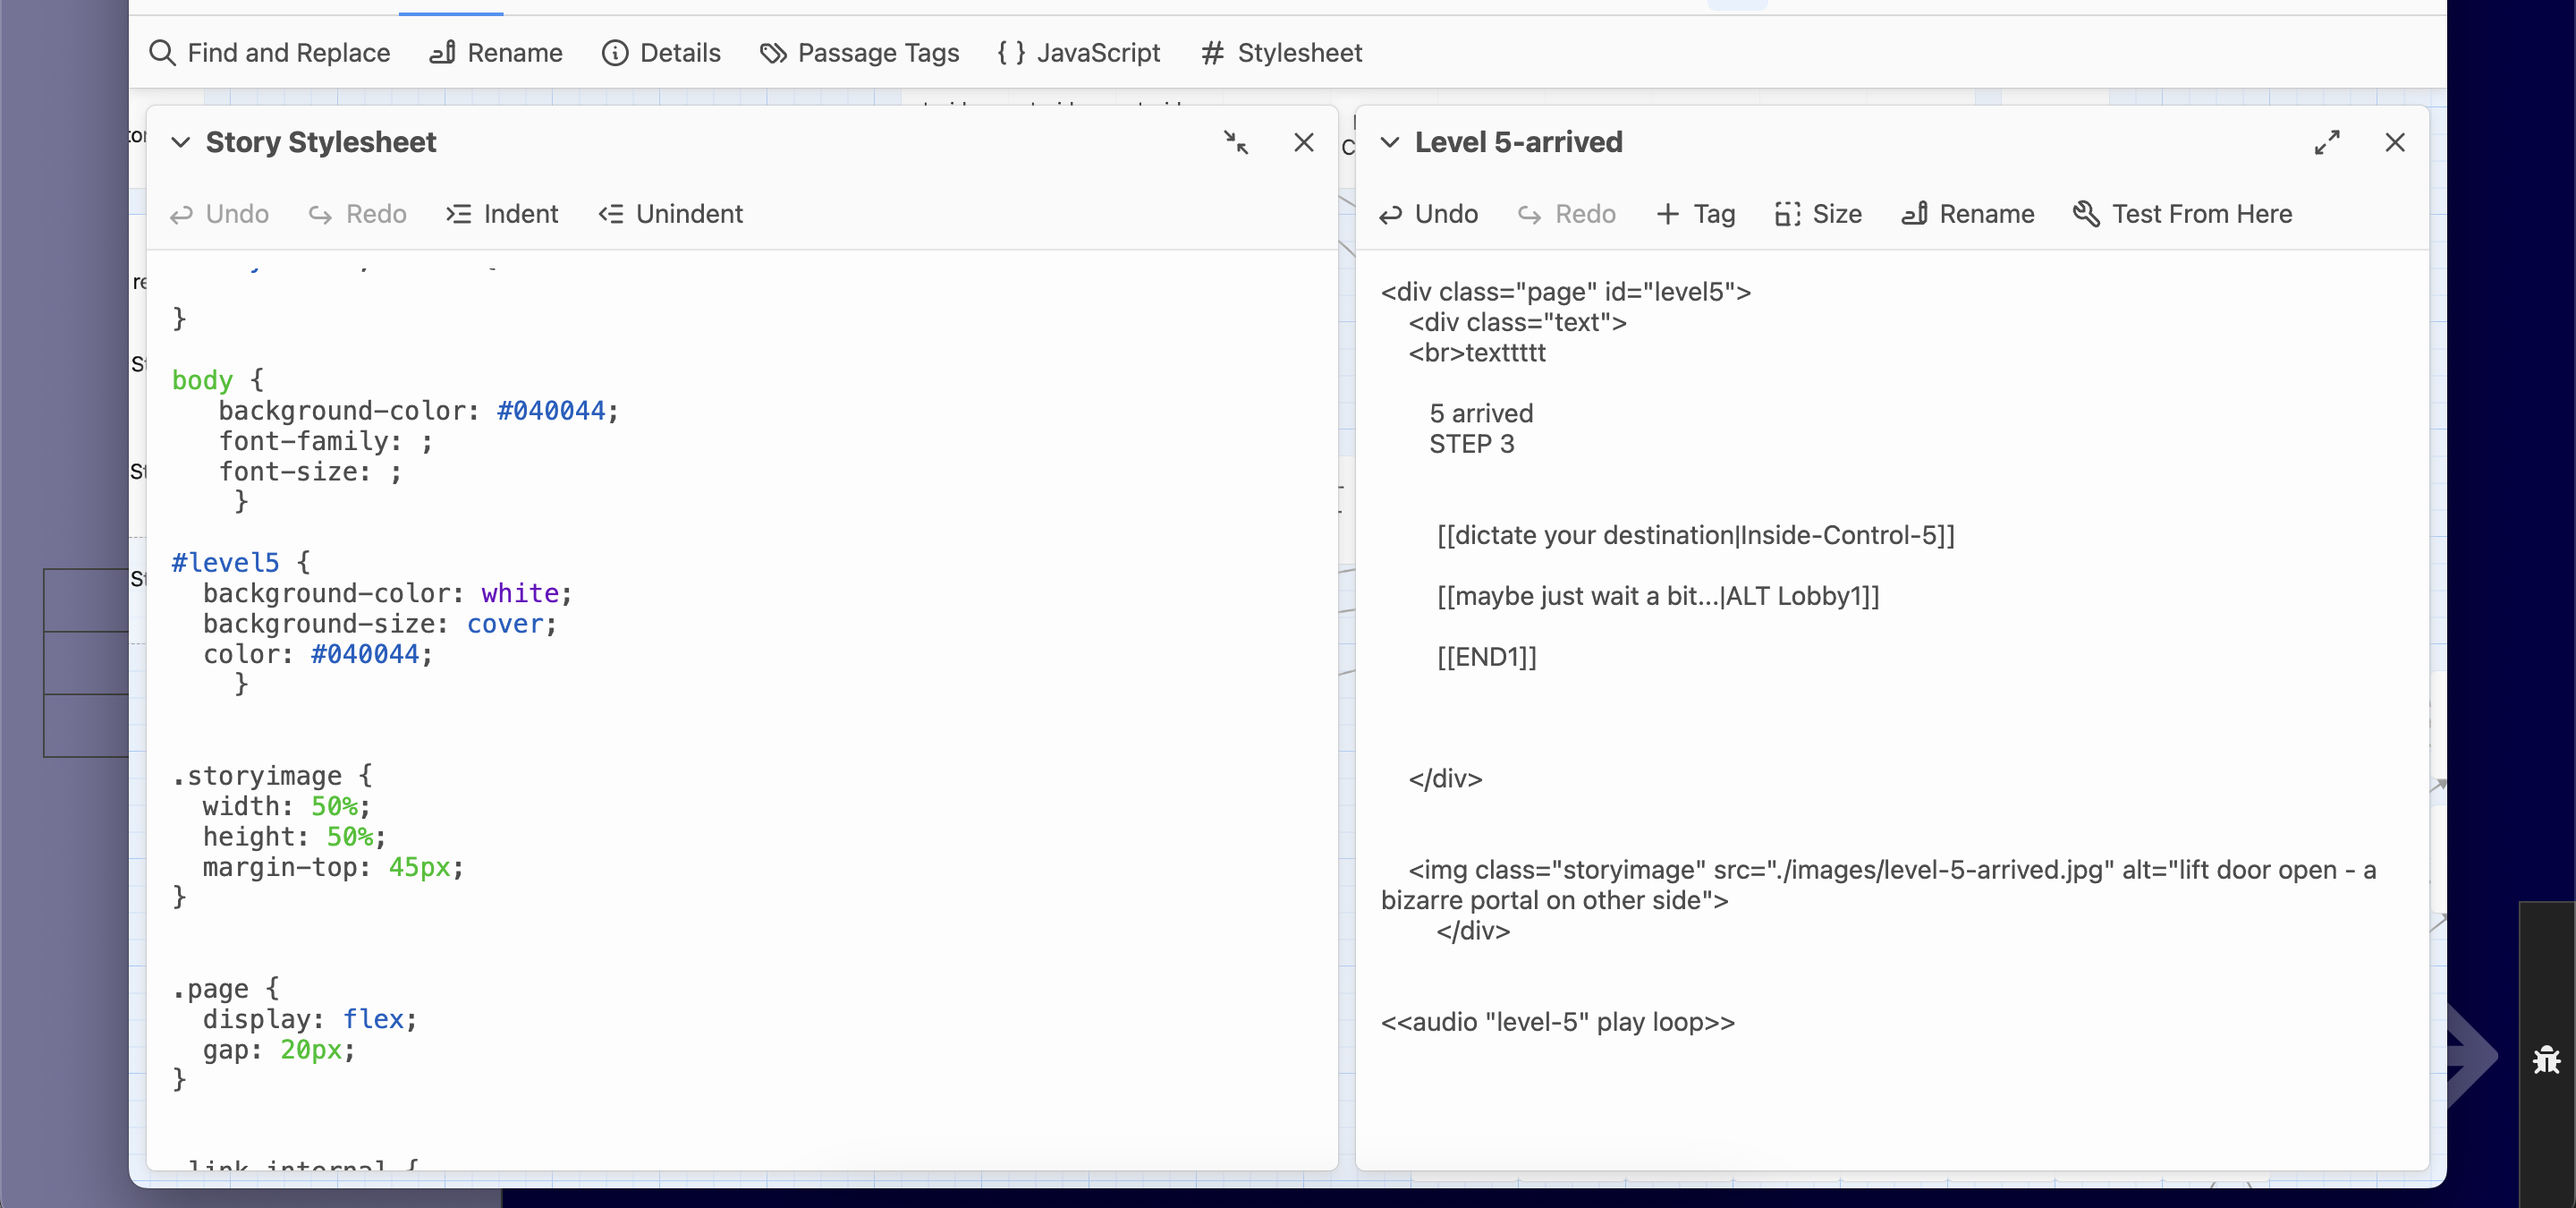 Find and Replace Rename Details Passage Tags { } JavaScript # Stylesheet
Story Stylesheet
Undo Redo Indent Unindent
}
body {
background-color: #040044;
font-family: ;
font-size: ;
}
#level5 {
background-color: white;
background-size: cover;
color: #040044;
}
.storyimage {
width: 50%;
height: 50%;
margin-top: 45px;
}
.page {
display: flex;
gap: 20px;
}
Level 5-arrived
Undo Redo + Tag Size Rename Test From Here
<div class="page" id="level5">
<div class="text">
<br>texttttt
5 arrived
STEP 3
[[dictate your destination|Inside-Control-5]]
[[maybe just wait a bit...|ALT Lobby1]]
[[END1]]
</div>
<img class="storyimage" src="./images/level-5-arrived.jpg" alt="lift door open - a
bizarre portal on other side">
</div>
<<audio "level-5" play loop>>